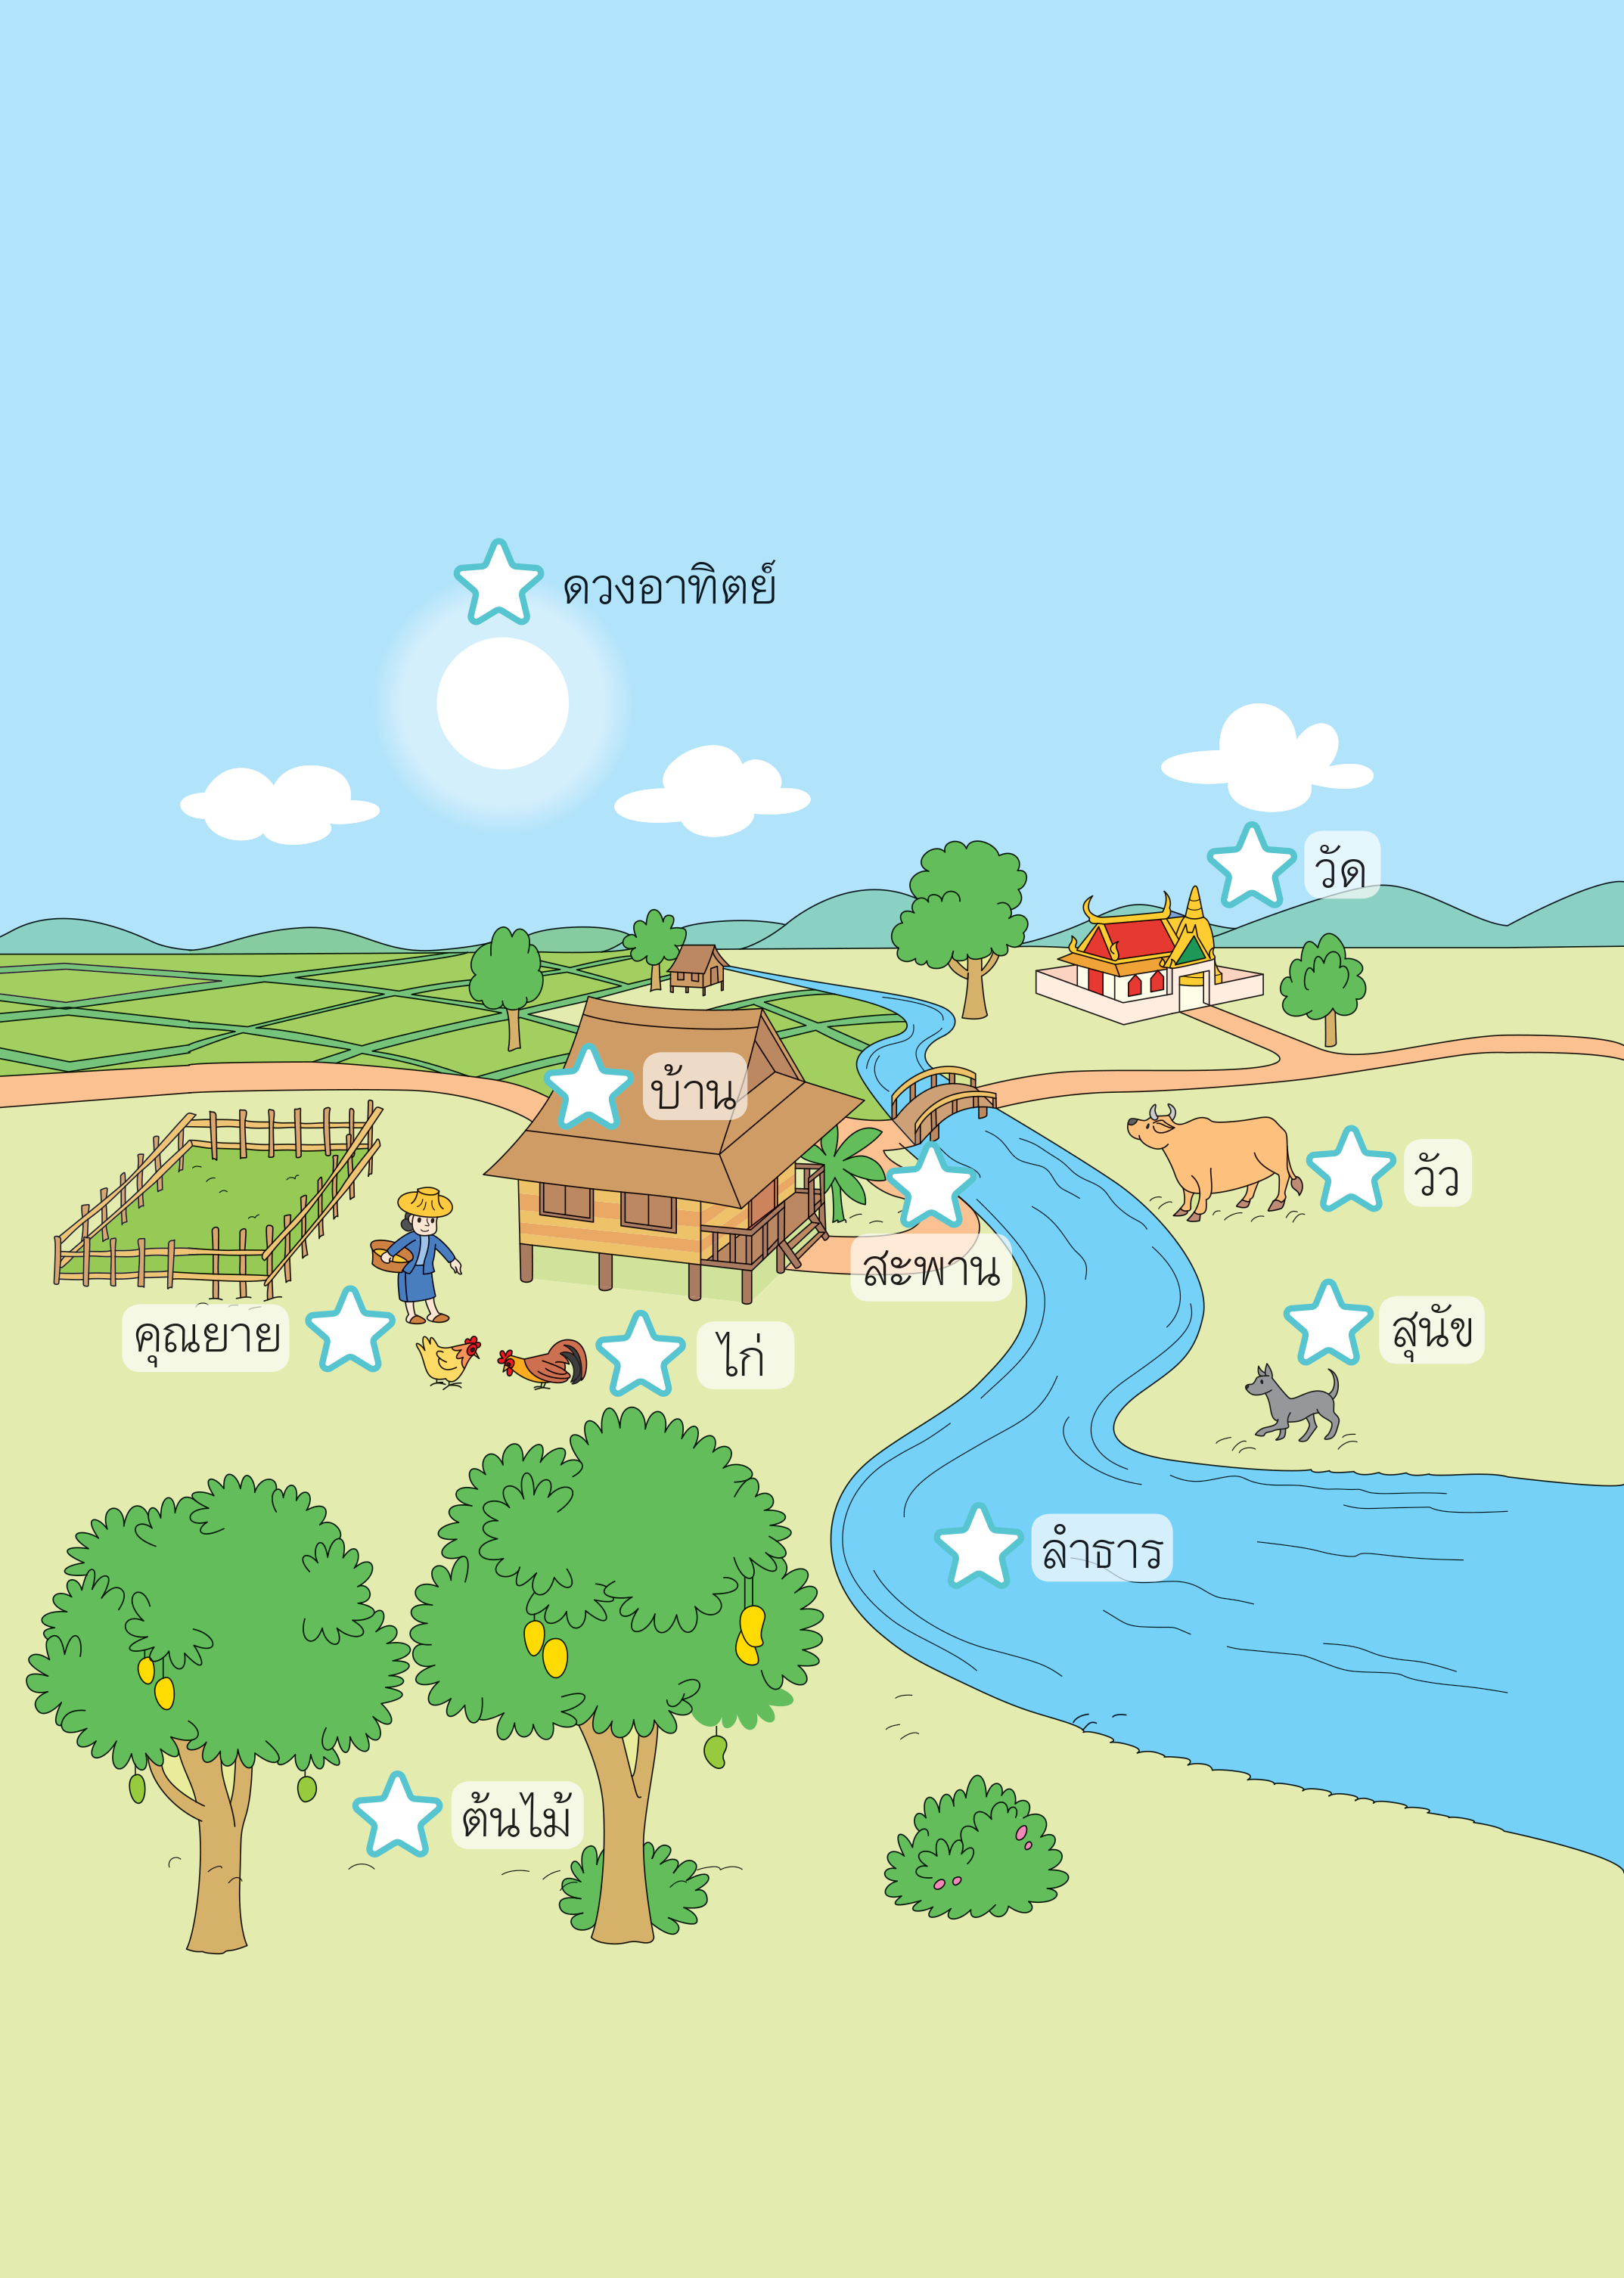 ดวงอาทิตย์
วัด
บ้าน
วัว
สะพาน
คุณยาย
ไก่
สุนัข
ลำธาร
ต้นไม้